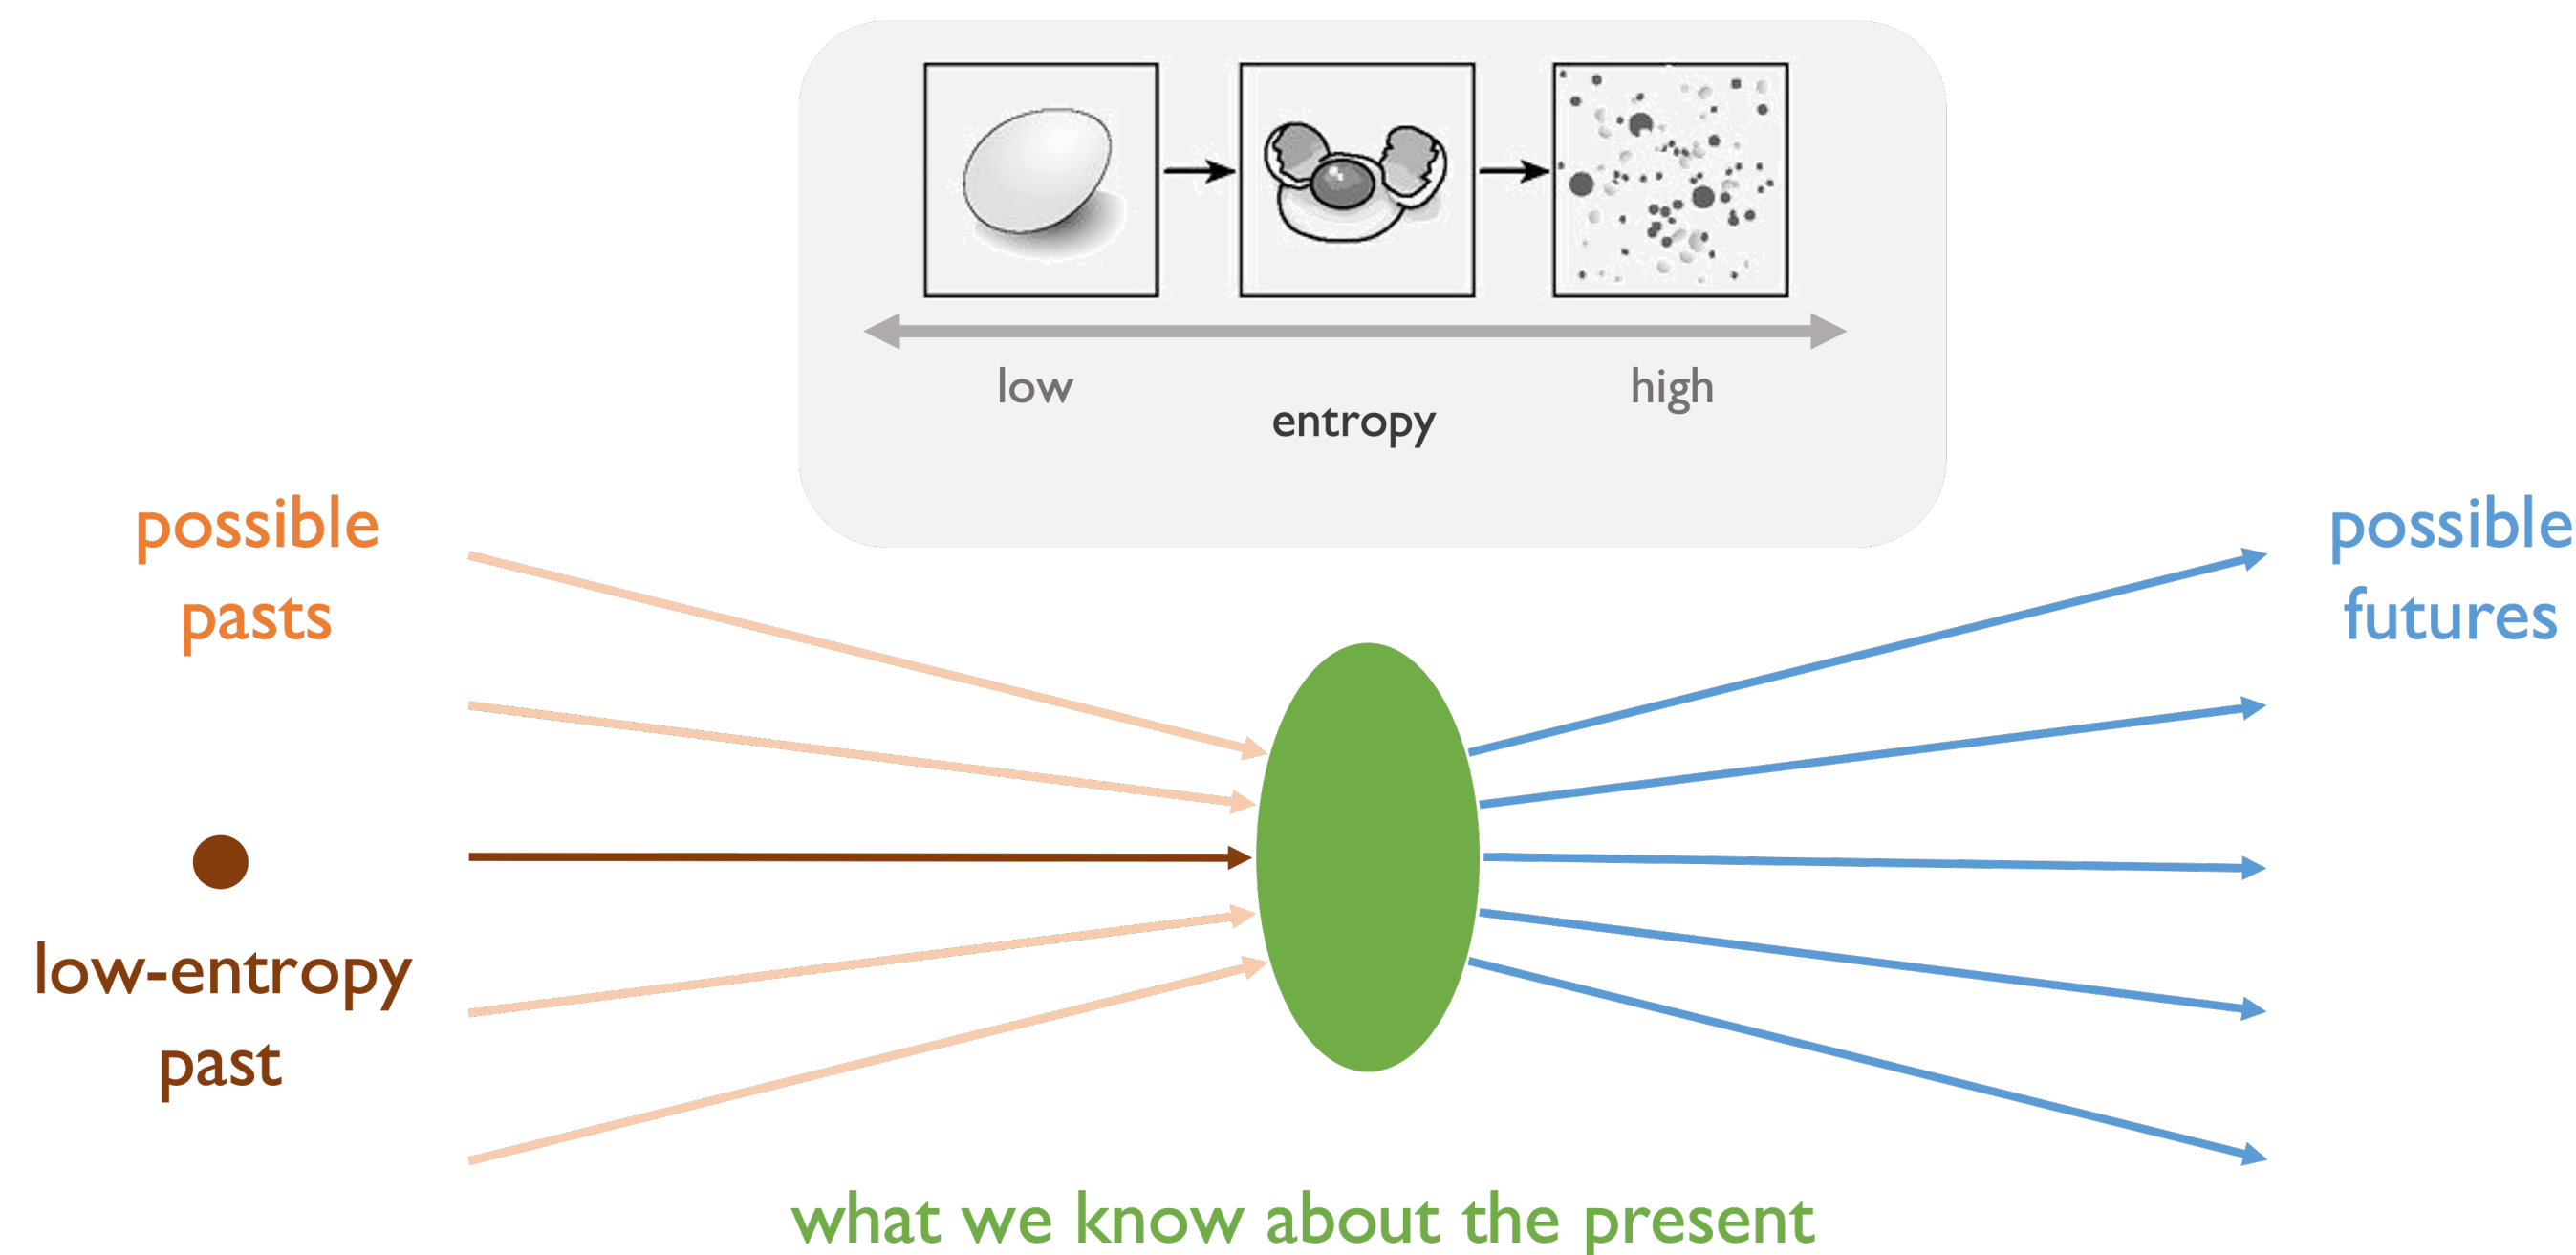 low
high
entropy
possible
pasts
possible
futures
low-entropy
past
what we know about the present